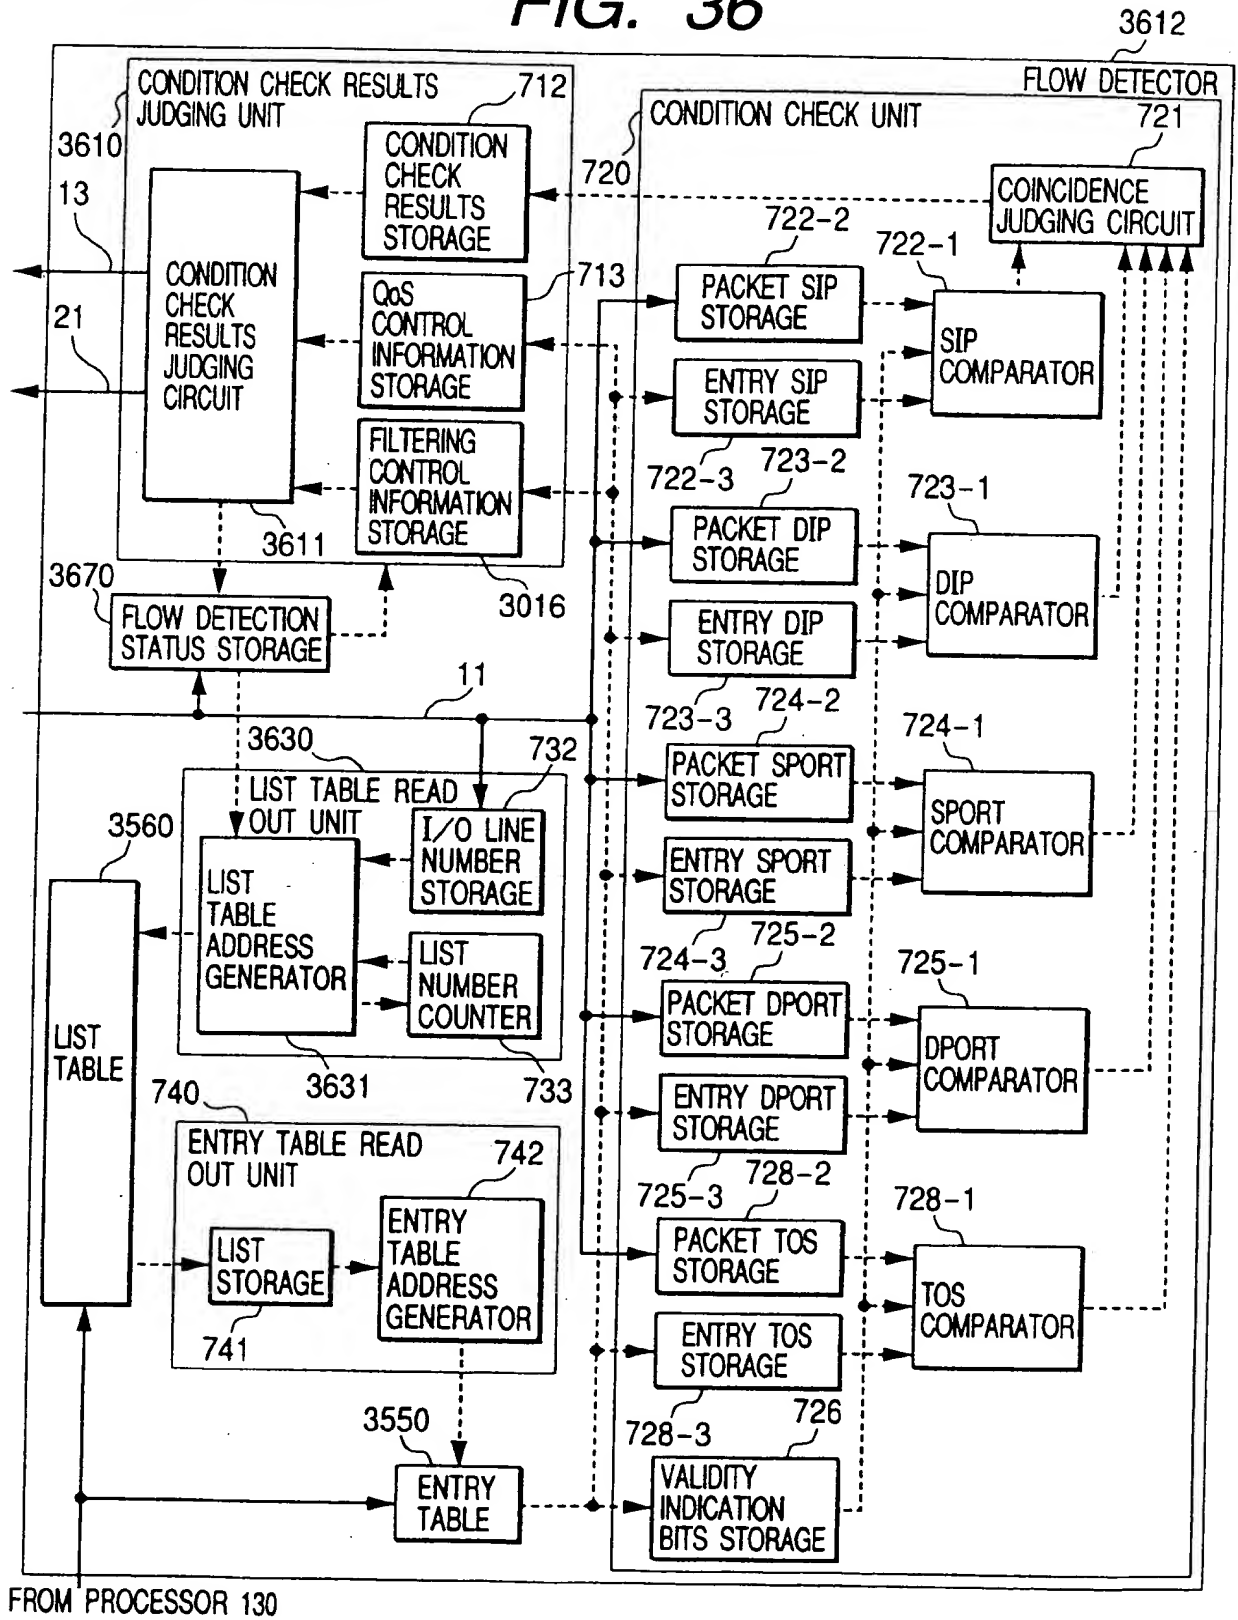 FIG. 36
3612
FLOW DETECTOR
CONDITION CHECK RESULTS
JUDGING UNIT
3610
712
CONDITION
CHECK
RESULTS
STORAGE
13
21
CONDITION
CHECK
RESULTS
JUDGING
CIRCUIT
713
QoS
CONTROL
INFORMATION
STORAGE
FILTERING
CONTROL
INFORMATION
STORAGE
3611
3016
3670
FLOW DETECTION
STATUS STORAGE
11
3630
LIST TABLE READ
OUT UNIT
732
I/O LINE
NUMBER
STORAGE
3560
LIST
TABLE
LIST
TABLE
ADDRESS
GENERATOR
LIST
NUMBER
COUNTER
3631
733
740
ENTRY TABLE READ
OUT UNIT
742
LIST
STORAGE
741
ENTRY
TABLE
ADDRESS
GENERATOR
3550
ENTRY
TABLE
FROM PROCESSOR 130
CONDITION CHECK UNIT
720
721
COINCIDENCE
JUDGING CIRCUIT
722-2
PACKET SIP
STORAGE
722-1
SIP
COMPARATOR
ENTRY SIP
STORAGE
722-3
723-2
PACKET DIP
STORAGE
723-1
DIP
COMPARATOR
ENTRY DIP
STORAGE
723-3
724-2
PACKET SPORT
STORAGE
724-1
SPORT
COMPARATOR
ENTRY SPORT
STORAGE
724-3
725-2
PACKET DPORT
STORAGE
725-1
DPORT
COMPARATOR
ENTRY DPORT
STORAGE
725-3
728-2
PACKET TOS
STORAGE
728-1
TOS
COMPARATOR
ENTRY TOS
STORAGE
728-3
726
VALIDITY
INDICATION
BITS STORAGE